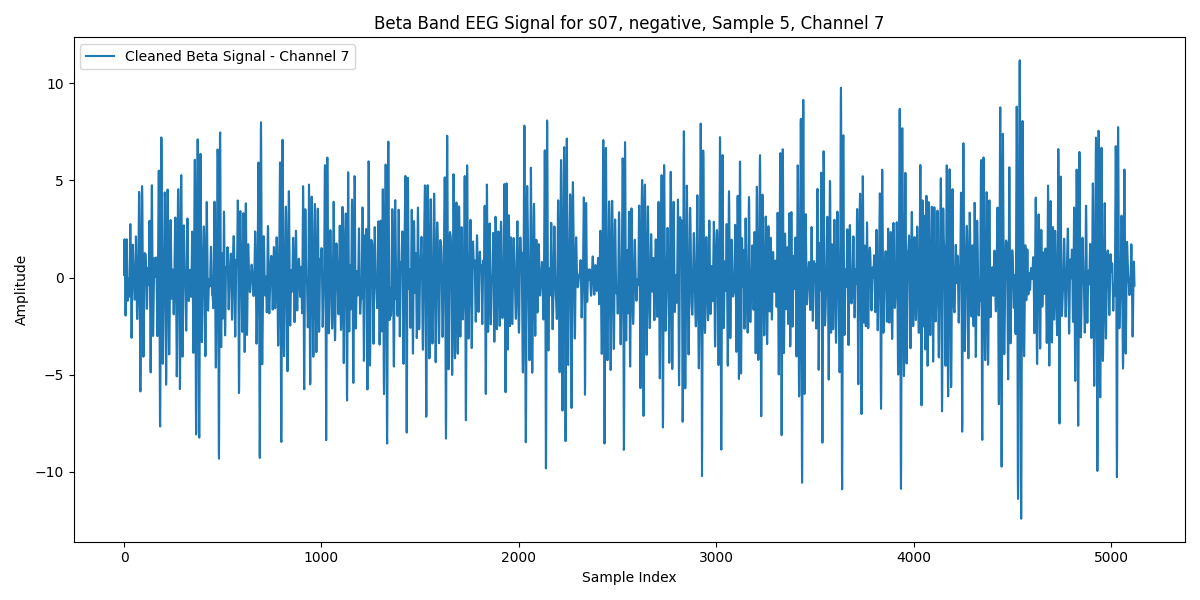 Beta Band EEG Signal for s07, negative, Sample 5, Channel 7
Cleaned Beta Signal - Channel 7
10
5
0
−5
−10
Amplitude
0 1000 2000 3000 4000 5000
Sample Index